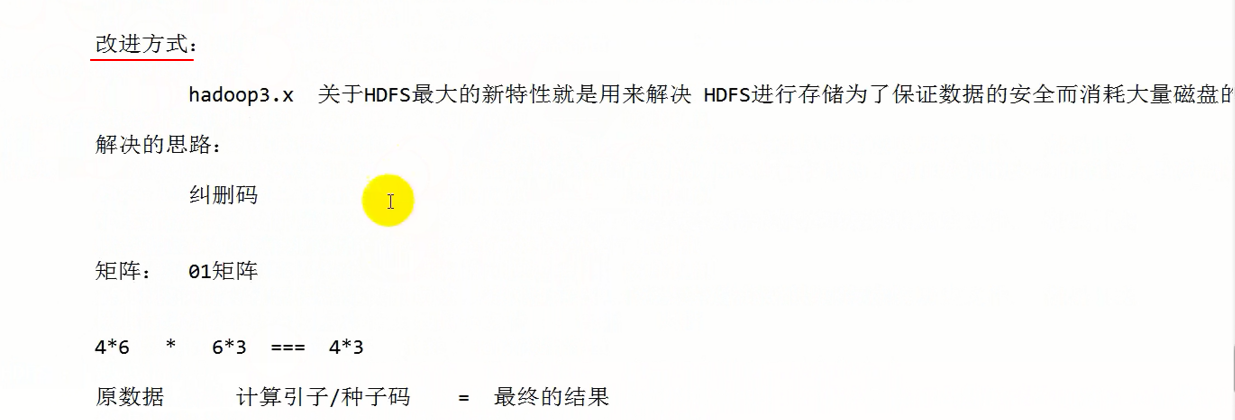 改进方式:
hadoop3.x 关于HDFS最大的新特性就是用来解决 HDFS进行存储为了保证数据的安全而消耗大量磁盘的
解决的思路:
纠删码
矩阵: 01矩阵
4*6 * 6*3 === 4*3
原数据 计算引子/种子码 = 最终的结果